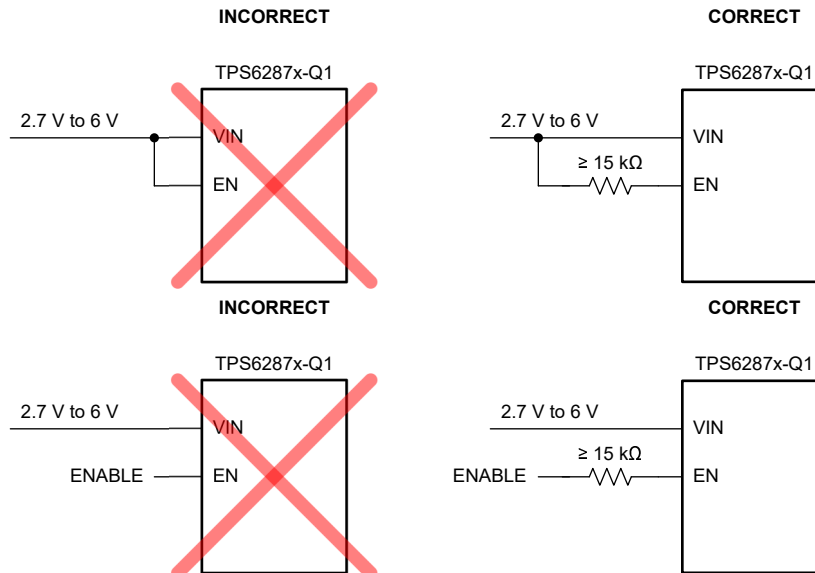 INCORRECT
CORRECT
TPS6287x-Q1
TPS6287x-Q1
2.7 V to 6 V
VIN
EN
2.7 V to 6 V
≥ 15 kΩ
VIN
EN
INCORRECT
CORRECT
TPS6287x-Q1
TPS6287x-Q1
2.7 V to 6 V
VIN
ENABLE
EN
2.7 V to 6 V
VIN
≥ 15 kΩ
ENABLE
EN